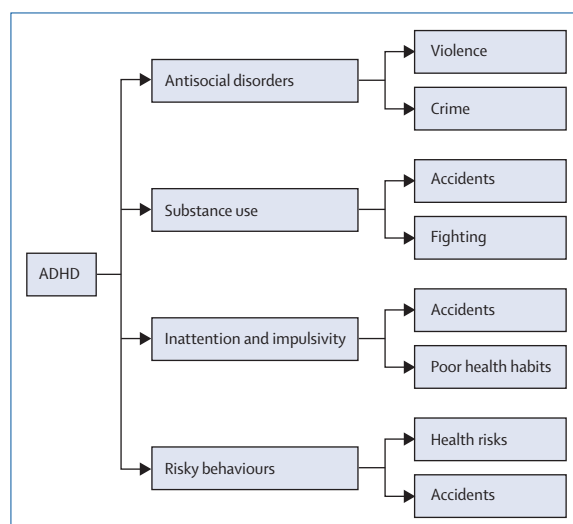 Violence
Antisocial disorders
Crime
Accidents
Substance use
Fighting
ADHD
Accidents
Inattention and impulsivity
Poor health habits
Health risks
Risky behaviours
Accidents